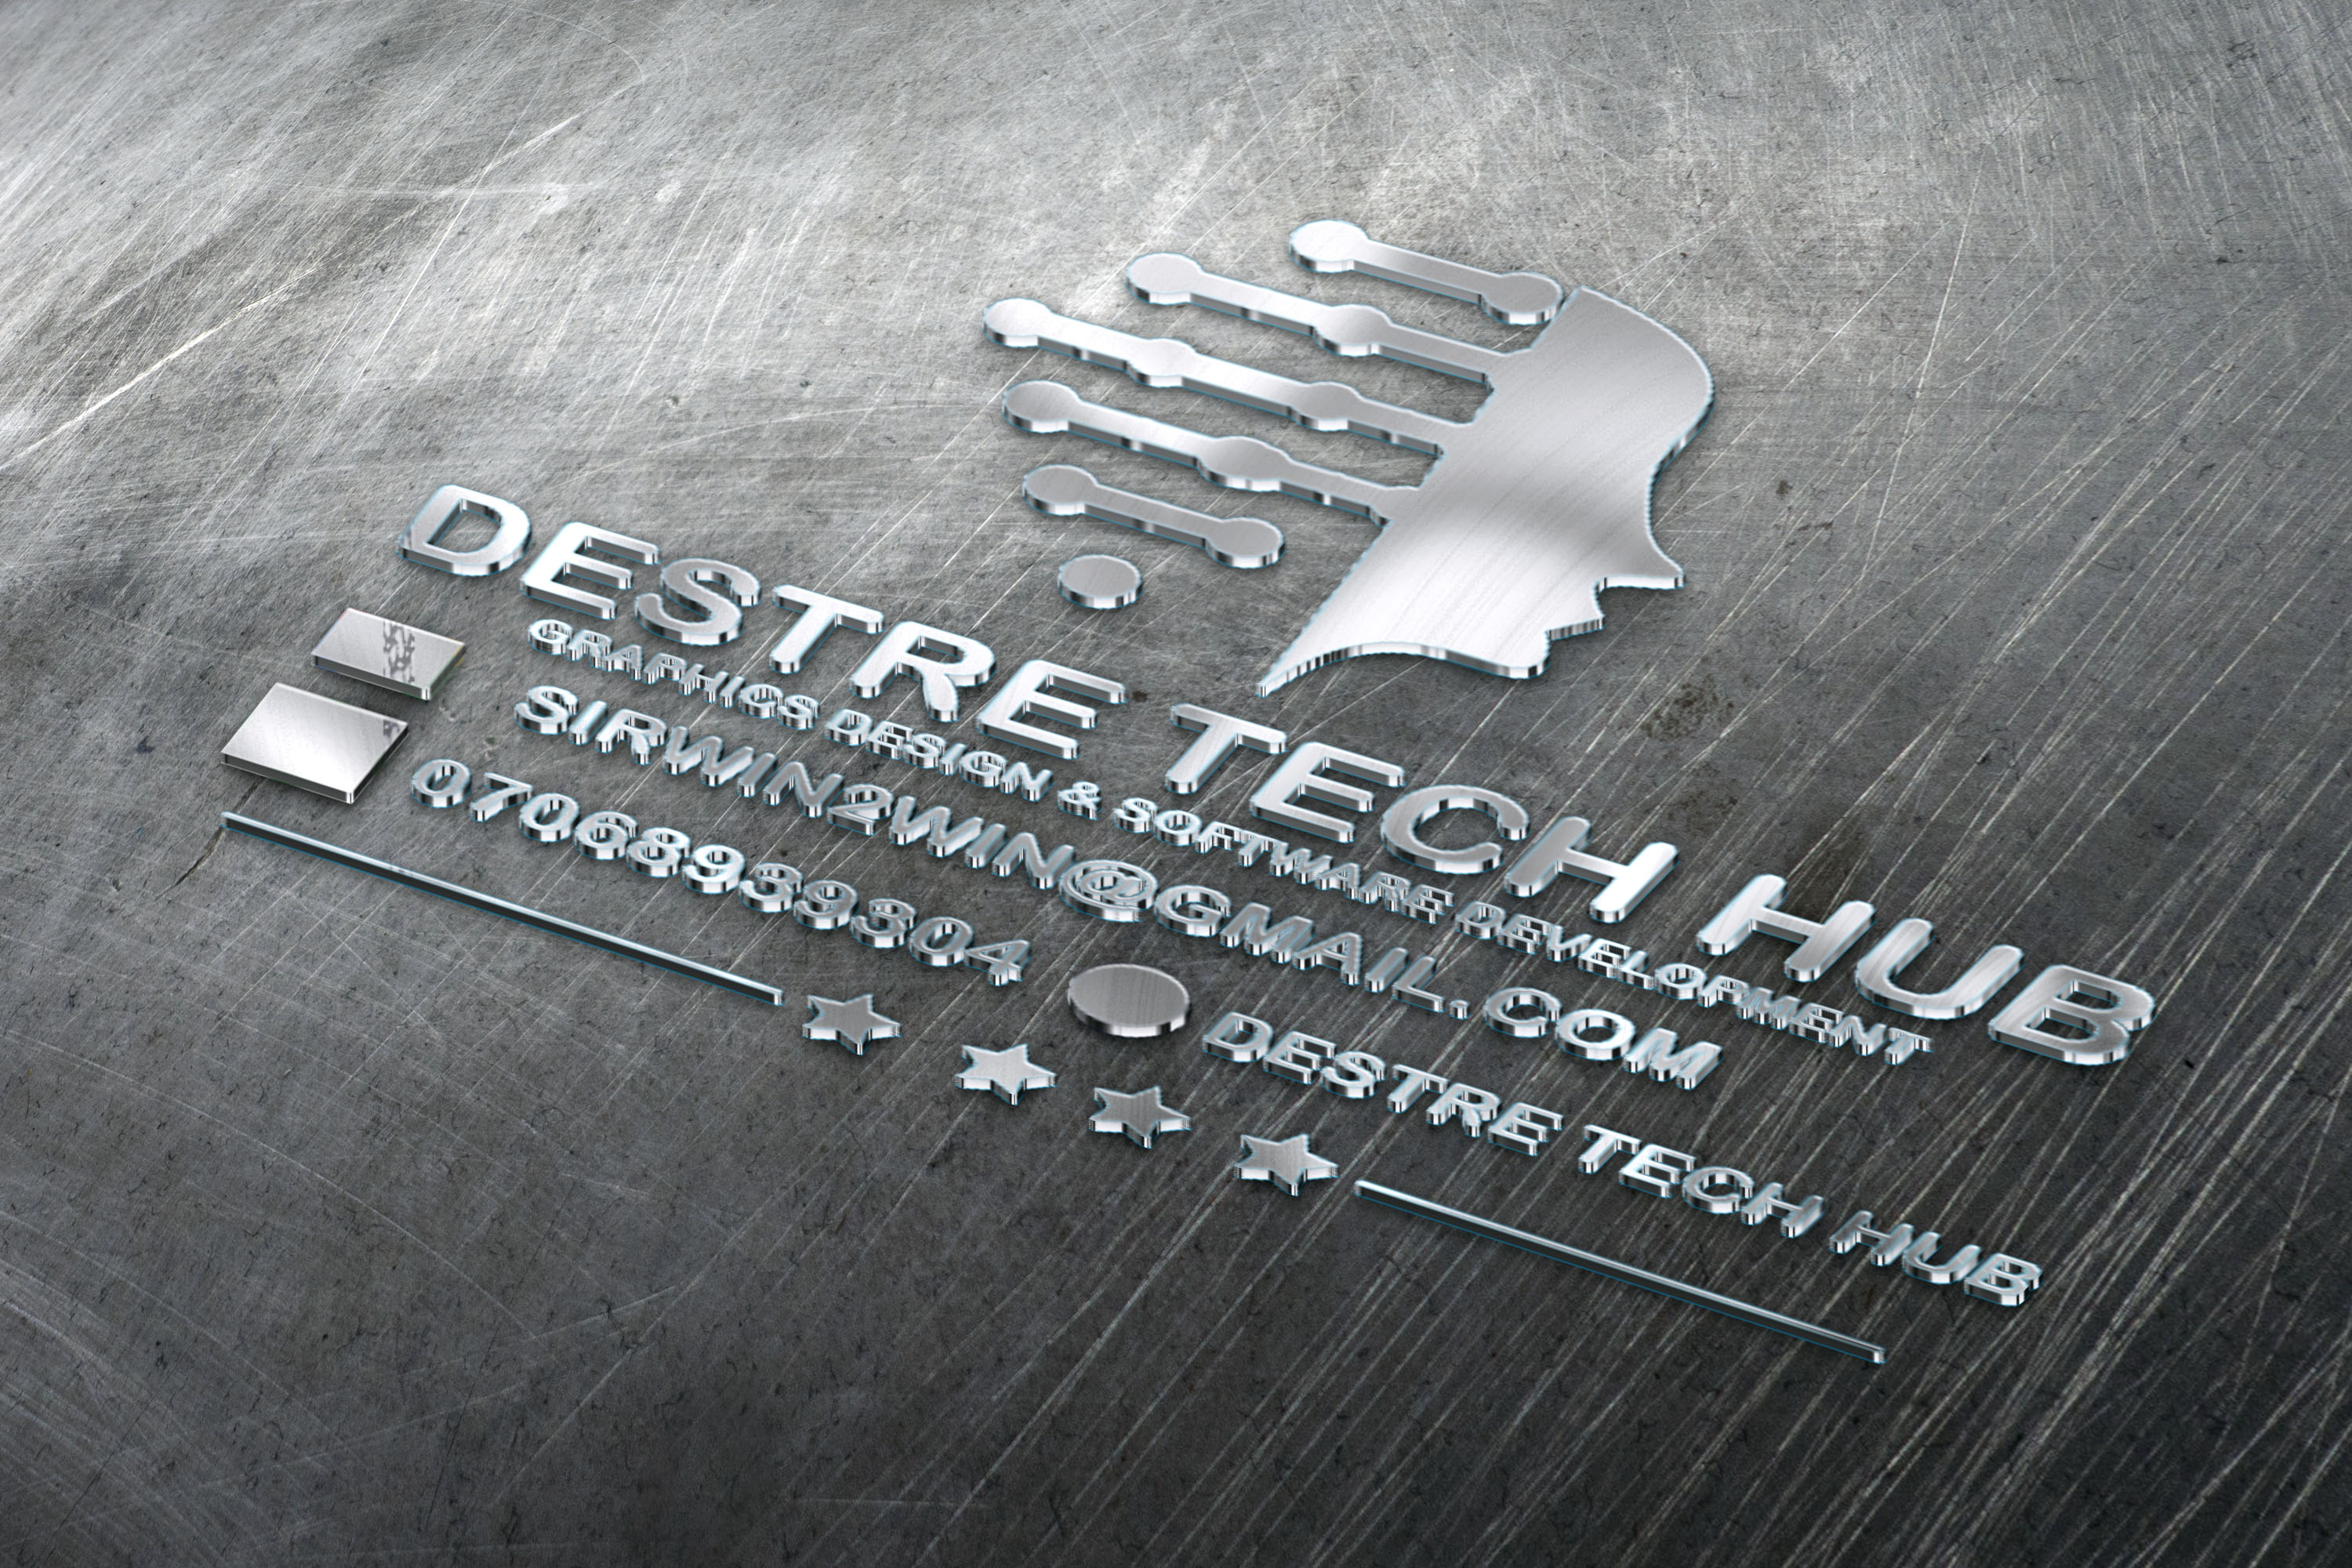 DESTRE TECH HUB
GRAPHICS DESIGN & SOFTWARE DEVELOPMENT
SIRWIN2WIN@GMAIL.COM
07068939304
DESTRE TECH HUB